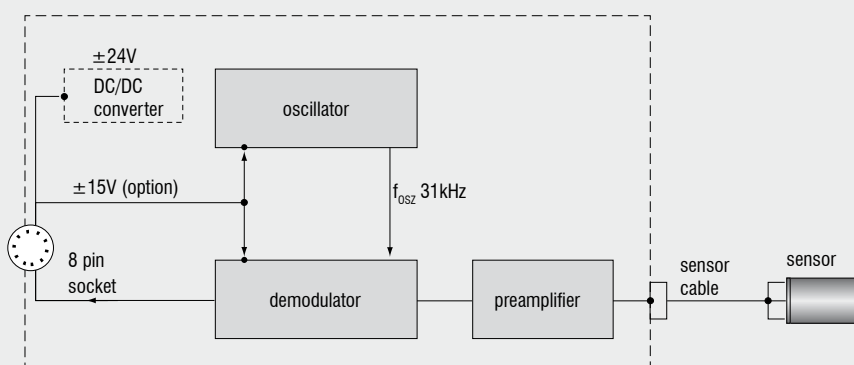 ±24V
DC/DC
converter
oscillator
±15V (option)
fosz 31kHz
8 pin
socket
demodulator
preamplifier
sensor
cable
sensor